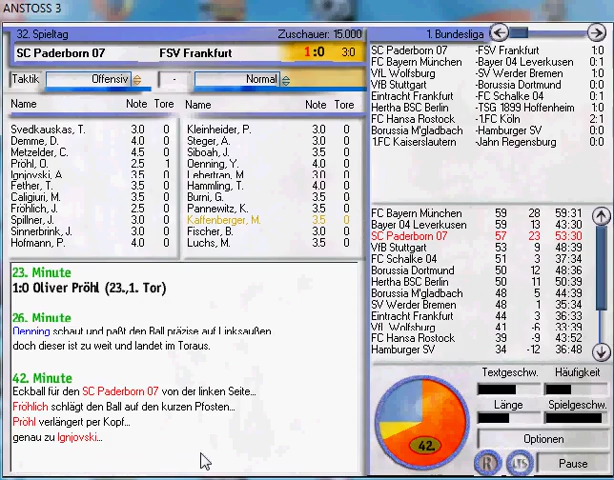 ANSTOSS 3
32. Spieltag
Zuschauer: 15.000
SC Paderborn 07 FSV Frankfurt 1:0 3:0
Taktik Offensiv - Normal
Name Note Tore
Svedkauskas, T. 3.0 0
Demme, D. 4.0 0
Metzelder, C. 4.5 0
Pröhl, O. 2.5 1
Ignjovski, A. 3.5 0
Fether, T. 3.5 0
Caligiuri, M. 3.5 0
Fröhlich, J. 2.5 0
Spillner, J. 3.0 0
Sinnerbrink, J. 3.0 0
Hofmann, P. 4.0 0
Name Note Tore
Kleinheider, P. 3.0 0
Steger, A. 3.0 0
Siboah, J. 3.5 0
Oenning, Y. 4.0 0
Lehertran, M. 3.0 0
Hammling, T. 4.0 0
Burni, G. 3.5 0
Pannewitz, K. 3.5 0
Kaffenberger, M. 3.5 0
Fischer, B. 3.0 0
Luchs, M. 3.5 0
23. Minute
1:0 Oliver Pröhl (23.,1. Tor)
26. Minute
Oenning schaut und paßt den Ball präzise auf Linksaußen
doch dieser ist zu weit und landet im Toraus.
42. Minute
Eckball für den SC Paderborn 07 von der linken Seite...
Fröhlich schlägt den Ball auf den kurzen Pfosten...
Pröhl verlängert per Kopf...
genau zu Ignjovski...
1. Bundesliga
SC Paderborn 07 -FSV Frankfurt 1:0
FC Bayern München -Bayer 04 Leverkusen 0:1
VfL Wolfsburg -SV Werder Bremen 1:0
VfB Stuttgart -Borussia Dortmund 0:0
Eintracht Frankfurt -FC Schalke 04 0:1
Hertha BSC Berlin -TSG 1899 Hoffenheim 1:0
FC Hansa Rostock -1.FC Köln 2:1
Borussia M'gladbach -Hamburger SV 0:0
1.FC Kaiserslautern -Jahn Regensburg 0:0
FC Bayern München 59 28 59:31
Bayer 04 Leverkusen 59 13 43:30
SC Paderborn 07 57 23 53:30
VfB Stuttgart 53 9 48:39
FC Schalke 04 51 3 37:34
Borussia Dortmund 50 12 48:36
Hertha BSC Berlin 50 11 50:39
Borussia M'gladbach 48 5 44:39
SV Werder Bremen 48 1 35:34
Eintracht Frankfurt 44 3 36:33
VfL Wolfsburg 41 -6 33:39
FC Hansa Rostock 39 -9 43:52
Hamburger SV 34 -12 36:48
Textgeschw. Häufigkeit
Länge Spielgeschw.
42.
Optionen
R LTS Pause